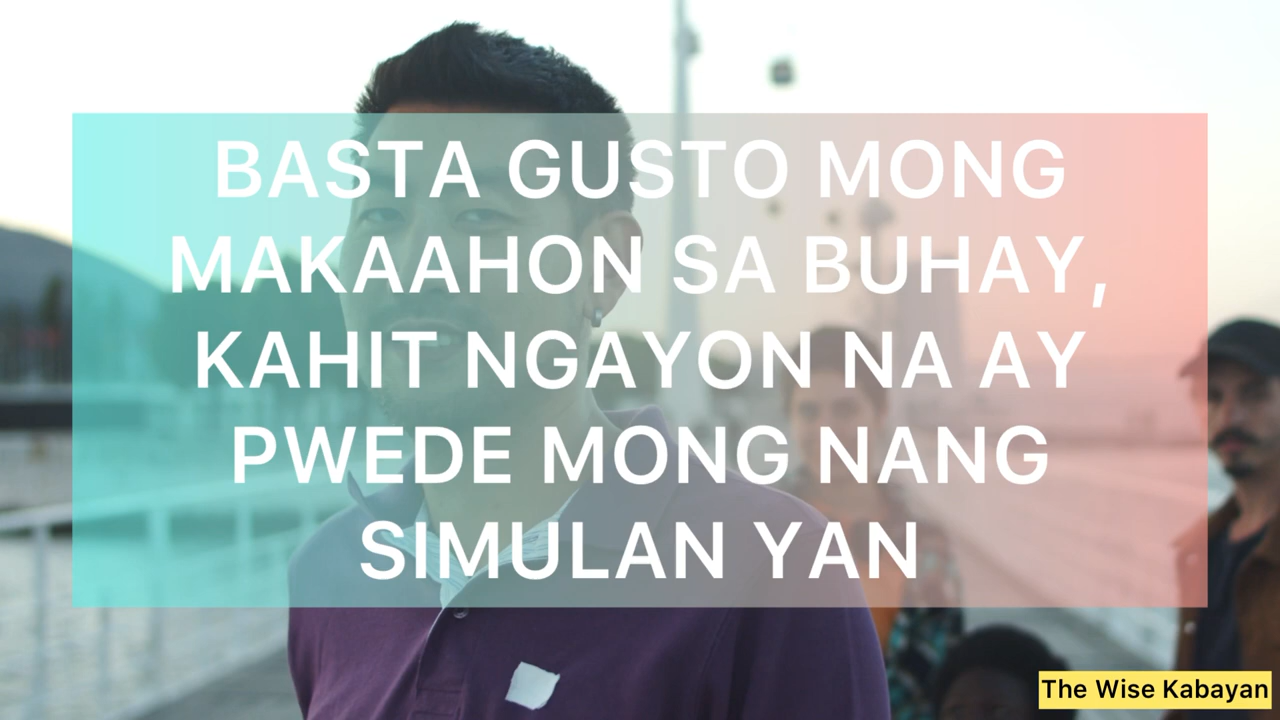 BASTA GUSTO MONG
MAKAAHON SA BUHAY,
KAHIT NGAYON NA AY
PWEDE MONG NANG
SIMULAN YAN
The Wise Kabayan